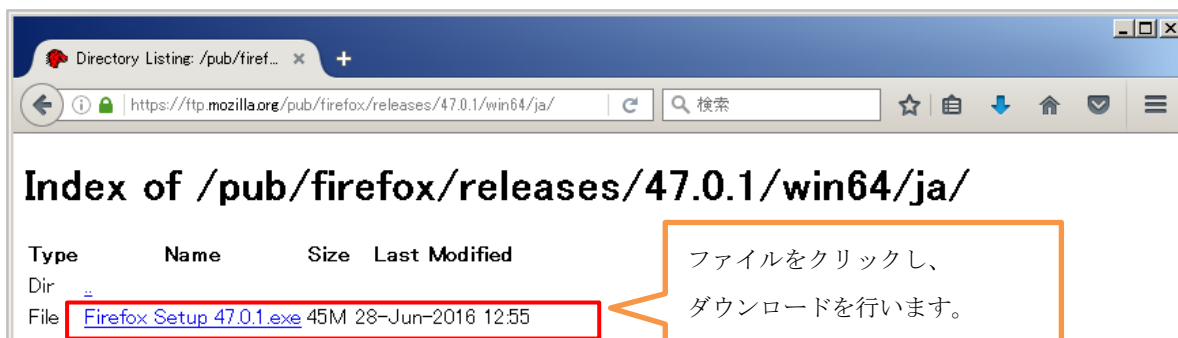 Directory Listing: /pub/firef...
https://ftp.mozilla.org/pub/firefox/releases/47.0.1/win64/ja/
検索
Index of /pub/firefox/releases/47.0.1/win64/ja/
Type Name Size Last Modified
Dir ..
File Firefox Setup 47.0.1.exe 45M 28-Jun-2016 12:55
ファイルをクリックし、
ダウンロードを行います。